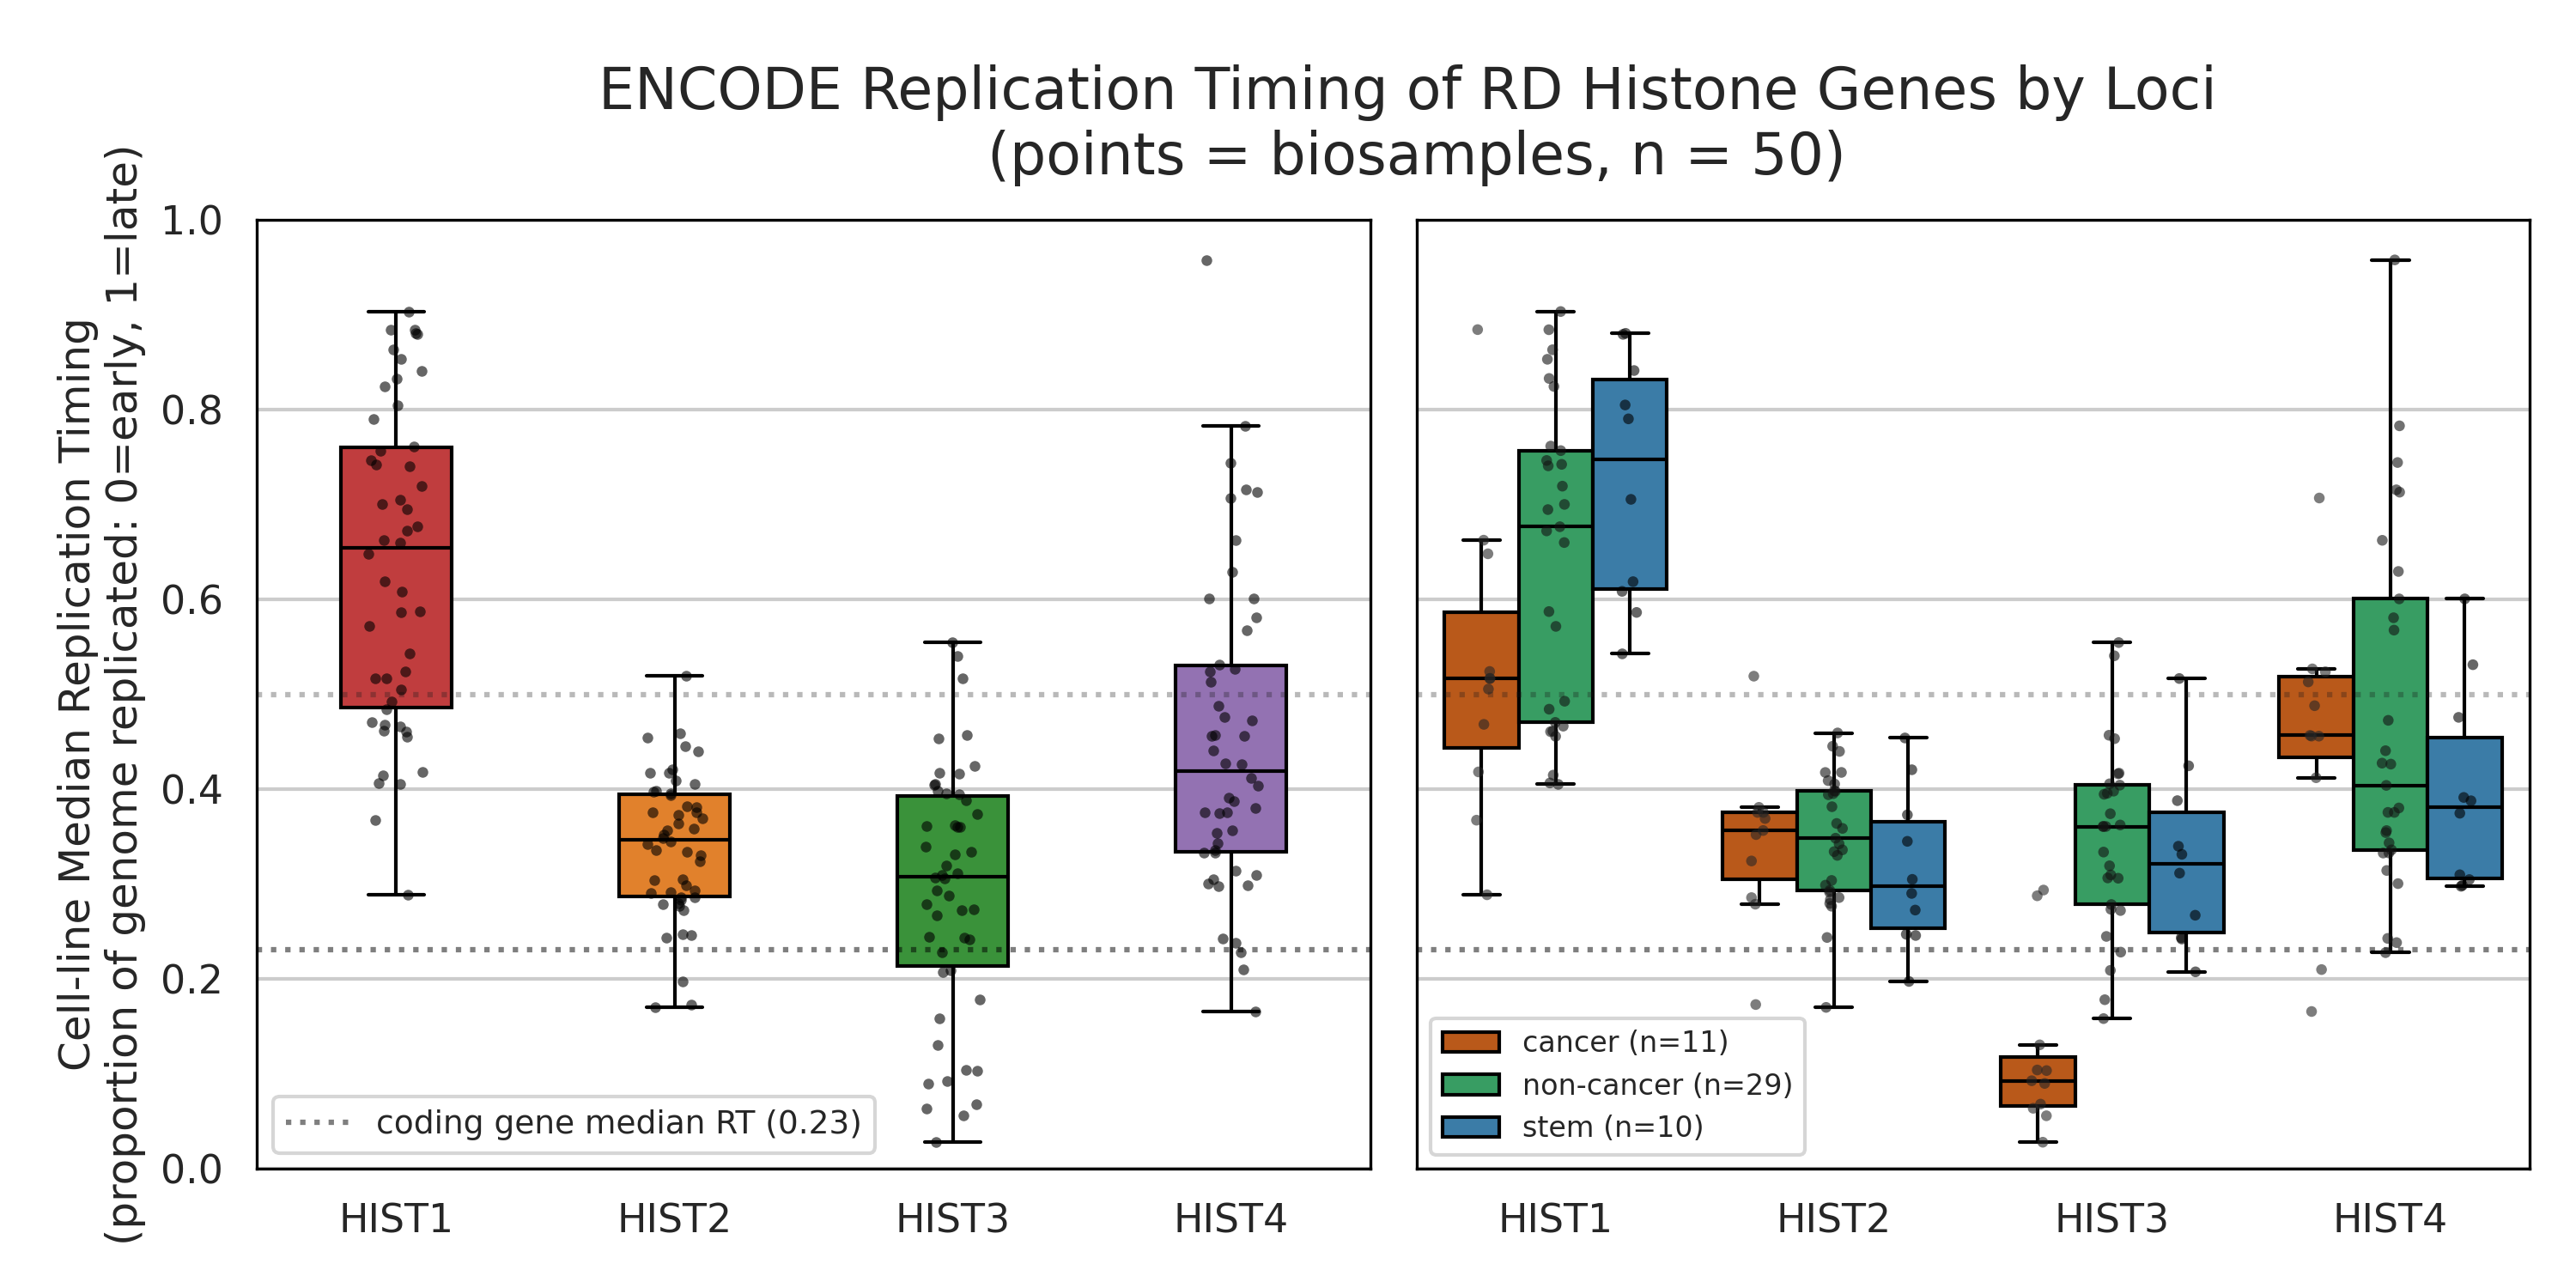 ENCODE Replication Timing of RD Histone Genes by Loci
(points = biosamples, n = 50)
Cell-line Median Replication Timing
(proportion of genome replicated: 0=early, 1=late)
1.0
0.8
0.6
0.4
0.2
0.0
coding gene median RT (0.23)
HIST1
HIST2
HIST3
HIST4
cancer (n=11)
non-cancer (n=29)
stem (n=10)
HIST1
HIST2
HIST3
HIST4